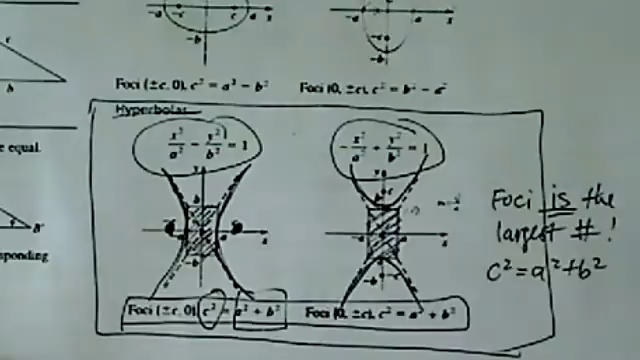 -a -c c a x
-b
-a a x
-c
-b
c
b
Foci (±c, 0), c² = a² − b²
Foci (0, ±c), c² = b² − a²
Hyperbolas
x²/a² − y²/b² = 1
−x²/a² + y²/b² = 1
e equal.
B'
sponding
y
b
a x
-b
y
c
b
-a a x
-b
-c
Foci is the
largest #!
c² = a² + b²
Foci (±c, 0), c² = a² + b²
Foci (0, ±c), c² = a² + b²